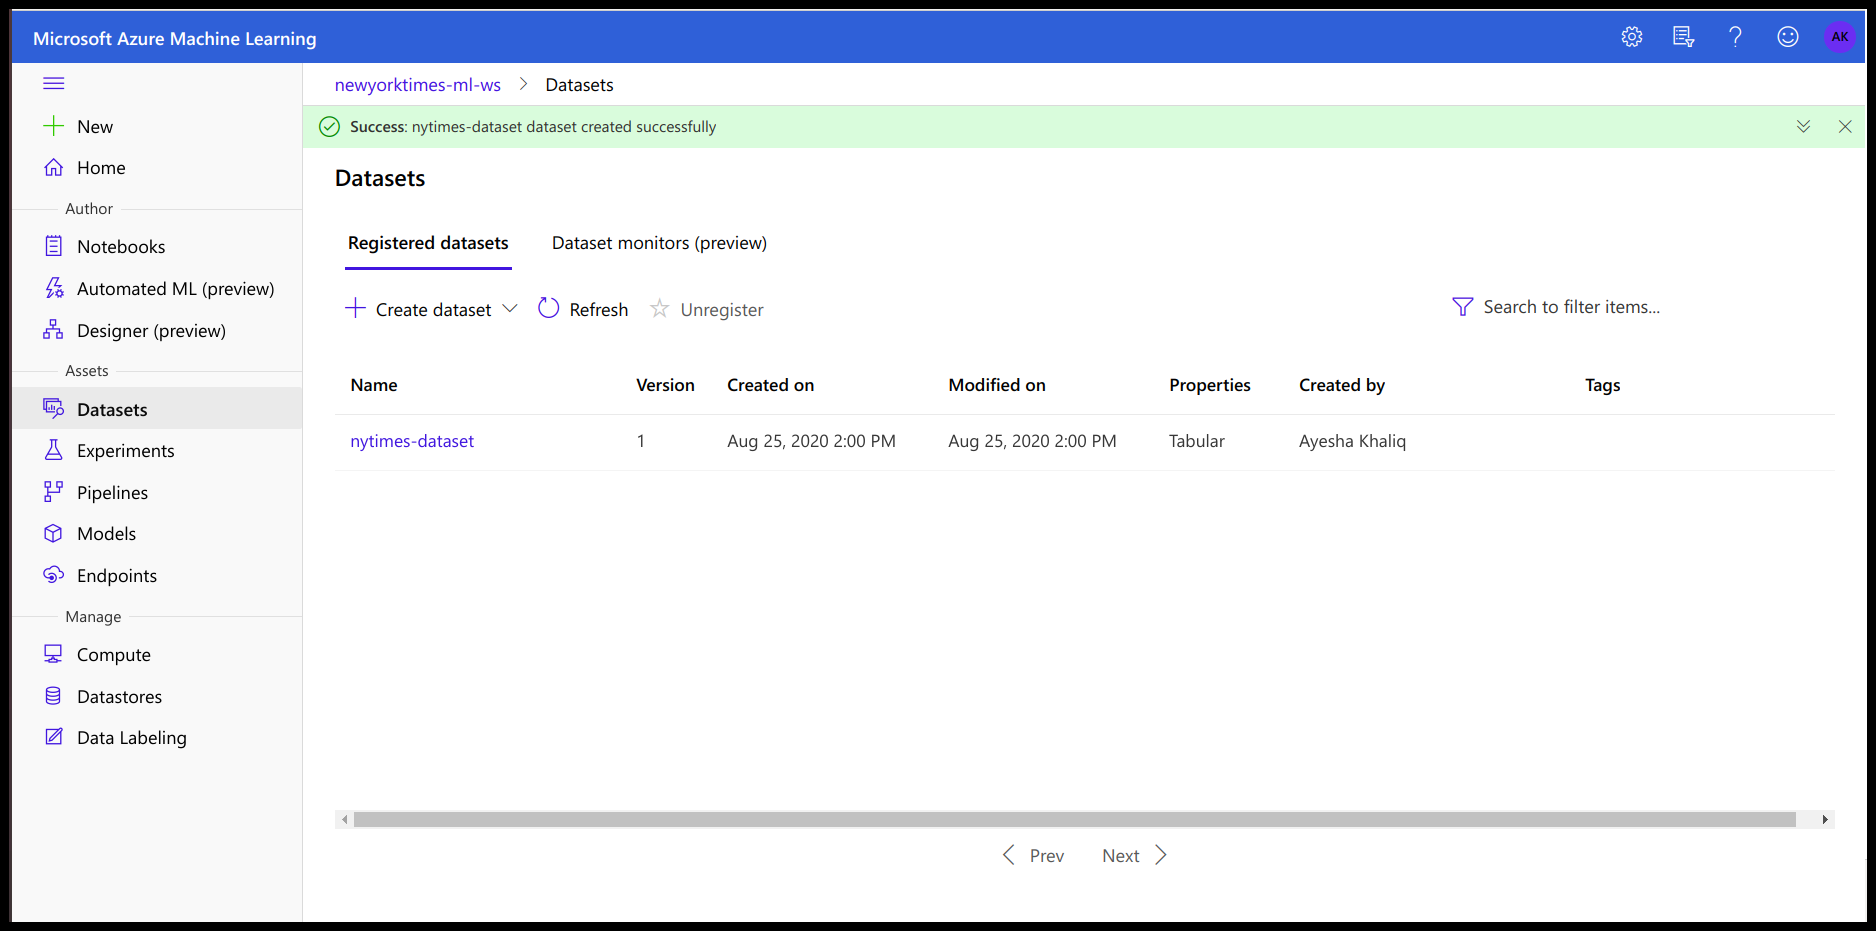 Microsoft Azure Machine Learning
AK
New
Home
Author
Notebooks
Automated ML (preview)
Designer (preview)
Assets
Datasets
Experiments
Pipelines
Models
Endpoints
Manage
Compute
Datastores
Data Labeling
newyorktimes-ml-ws > Datasets
Success: nytimes-dataset dataset created successfully
Datasets
Registered datasets Dataset monitors (preview)
Create dataset Refresh Unregister Search to filter items...
Name Version Created on Modified on Properties Created by Tags
nytimes-dataset 1 Aug 25, 2020 2:00 PM Aug 25, 2020 2:00 PM Tabular Ayesha Khaliq
Prev Next